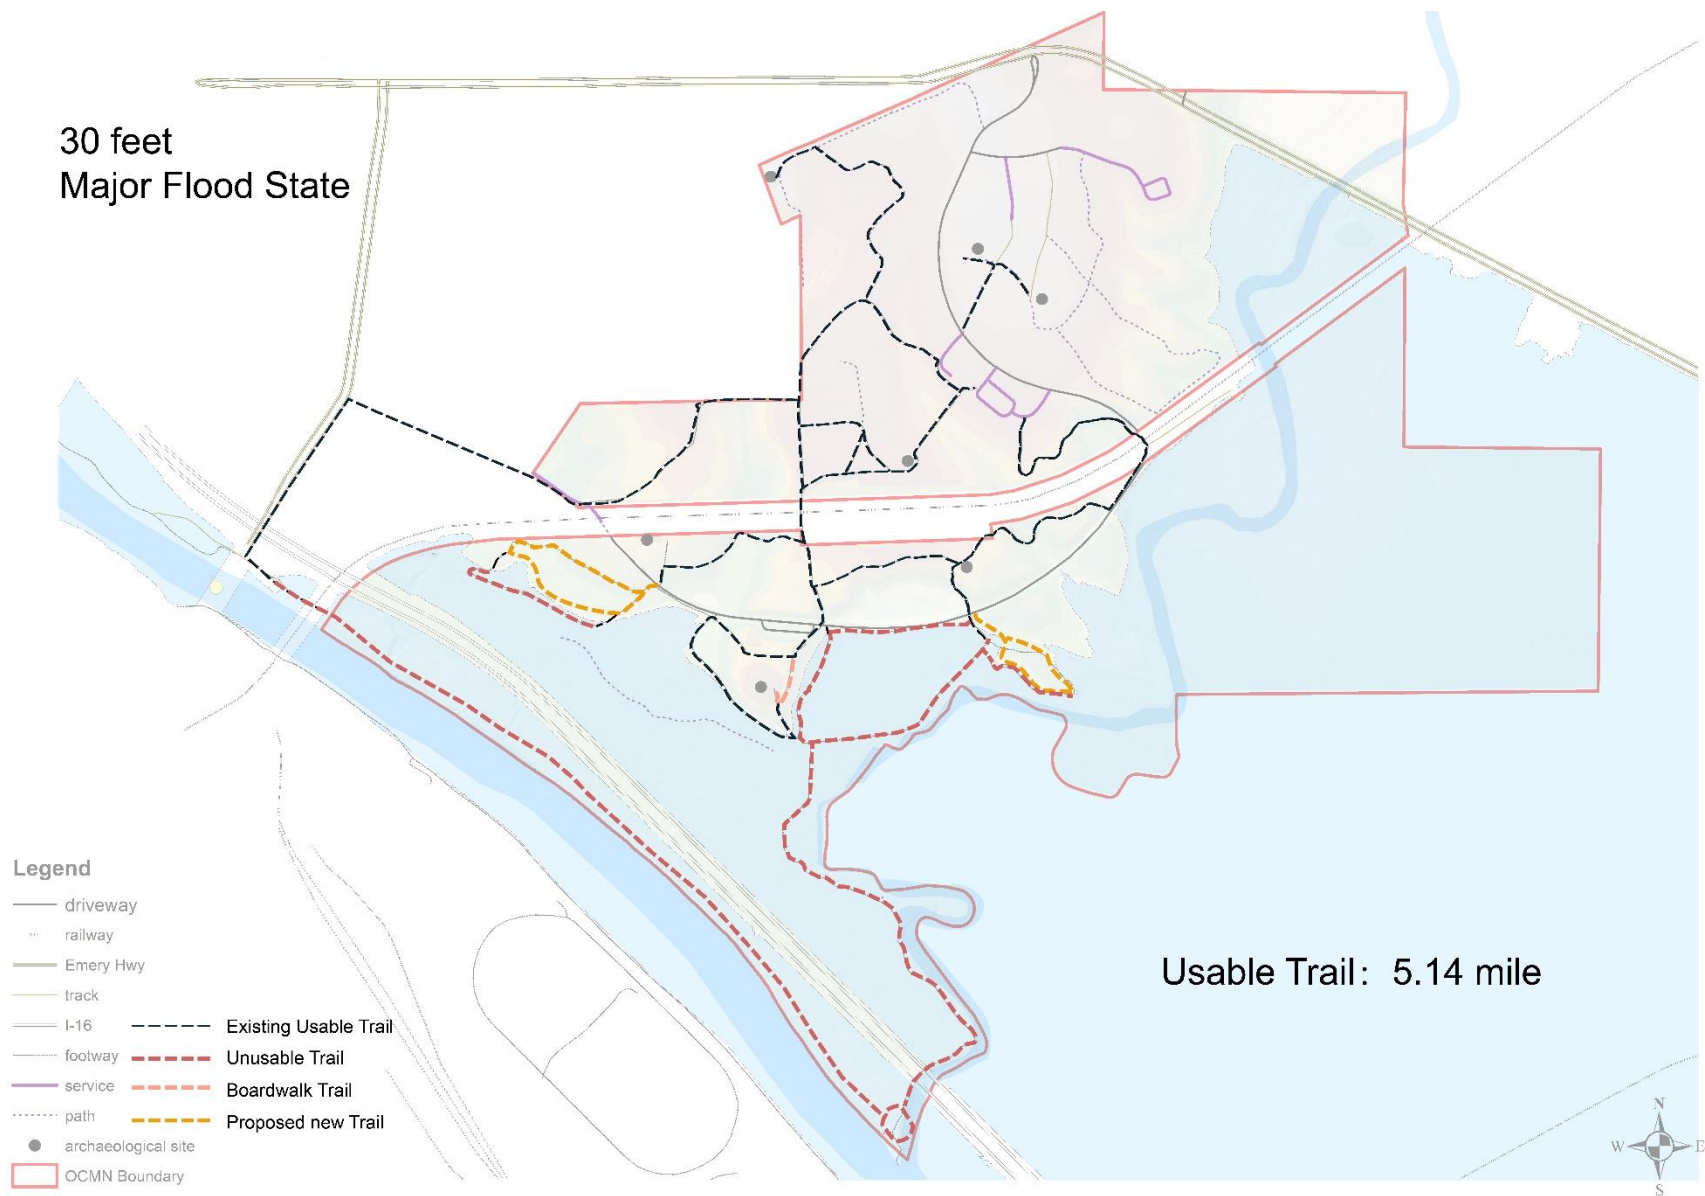 30 feet
Major Flood State
Usable Trail: 5.14 mile
Legend
driveway
railway
Emery Hwy
track
I-16
footway
service
path
archaeological site
OCMN Boundary
Existing Usable Trail
Unusable Trail
Boardwalk Trail
Proposed new Trail
N
W E
S